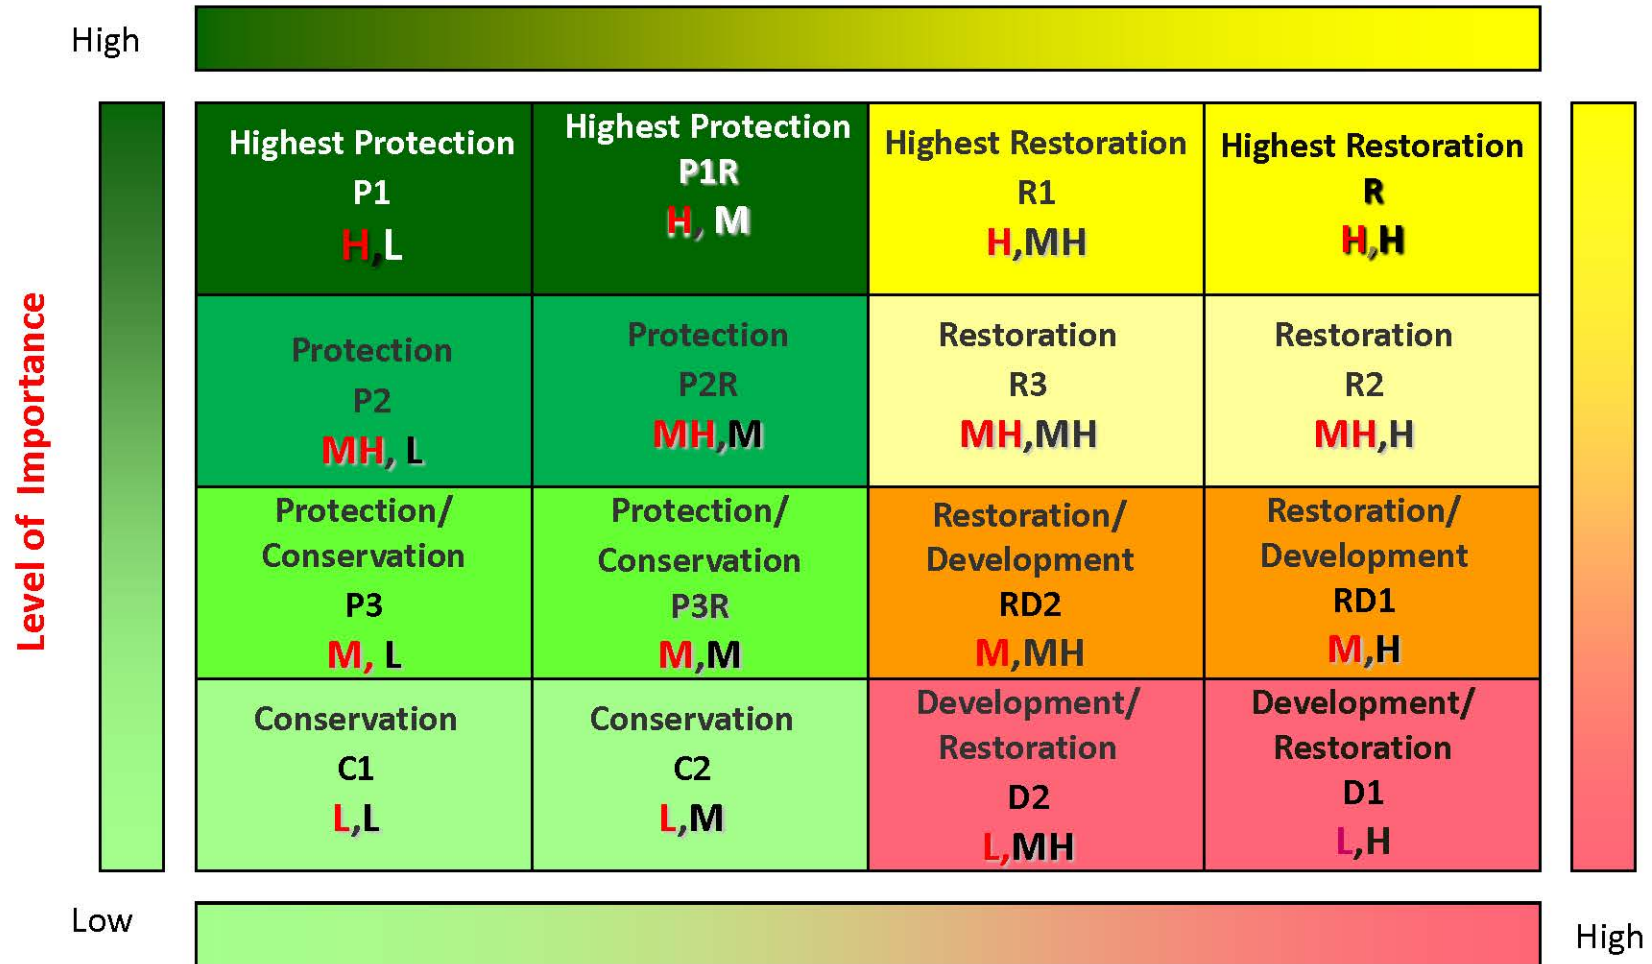 High
Level of Importance
Highest Protection
P1
H,L
Highest Protection
P1R
H, M
Highest Restoration
R1
H,MH
Highest Restoration
R
H,H
Protection
P2
MH, L
Protection
P2R
MH,M
Restoration
R3
MH,MH
Restoration
R2
MH,H
Protection/
Conservation
P3
M, L
Protection/
Conservation
P3R
M,M
Restoration/
Development
RD2
M,MH
Restoration/
Development
RD1
M,H
Conservation
C1
L,L
Conservation
C2
L,M
Development/
Restoration
D2
L,MH
Development/
Restoration
D1
L,H
Low
High